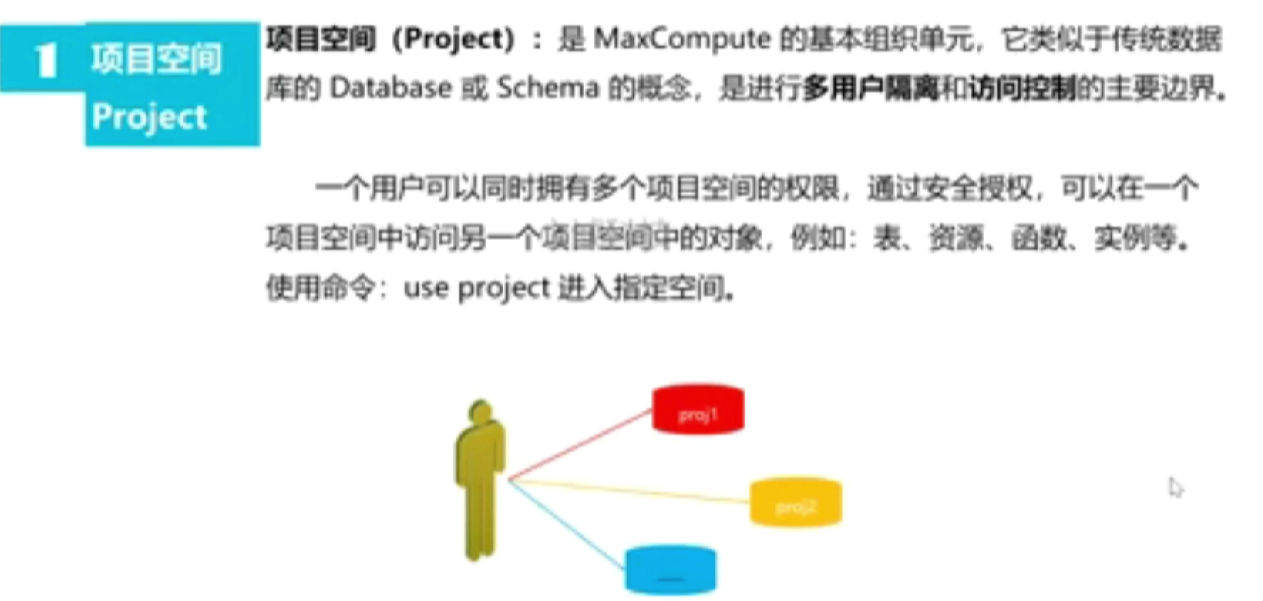 1
项目空间
Project
项目空间（Project）：是 MaxCompute 的基本组织单元，它类似于传统数据
库的 Database 或 Schema 的概念，是进行多用户隔离和访问控制的主要边界。
一个用户可以同时拥有多个项目空间的权限，通过安全授权，可以在一个
项目空间中访问另一个项目空间中的对象，例如：表、资源、函数、实例等。
使用命令：use project 进入指定空间。
proj1
proj2